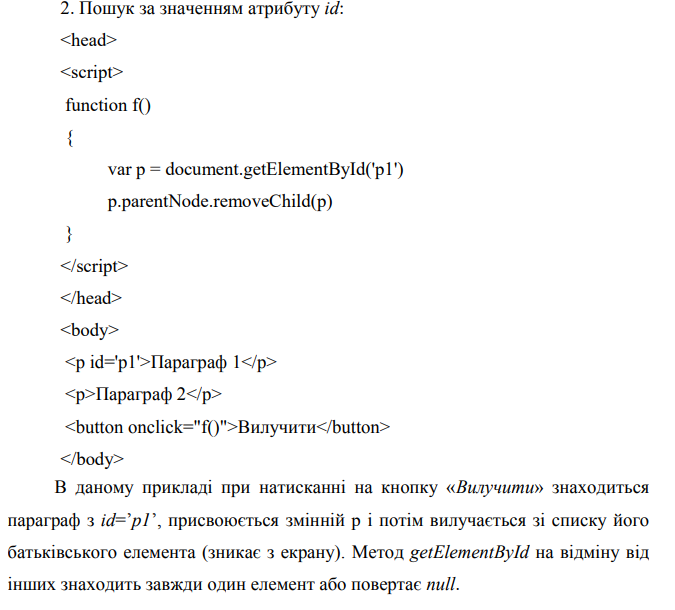 2. Пошук за значенням атрибуту id:
<head>
<script>
function f()
{
var p = document.getElementById('p1')
p.parentNode.removeChild(p)
}
</script>
</head>
<body>
<p id='p1'>Параграф 1</p>
<p>Параграф 2</p>
<button onclick="f()">Вилучити</button>
</body>
В даному прикладі при натисканні на кнопку «Вилучити» знаходиться
параграф з id=’p1’, присвоюється змінній p і потім вилучається зі списку його
батьківського елемента (зникає з екрану). Метод getElementById на відміну від
інших знаходить завжди один елемент або повертає null.